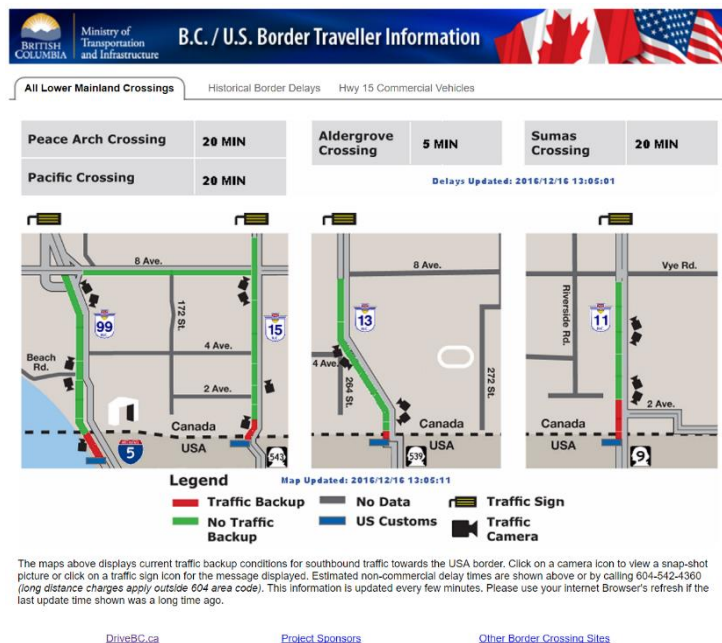 BRITISH
COLUMBIA
Ministry of
Transportation
and Infrastructure
B.C. / U.S. Border Traveller Information
All Lower Mainland Crossings
Historical Border Delays
Hwy 15 Commercial Vehicles
Peace Arch Crossing 20 MIN
Pacific Crossing 20 MIN
Aldergrove
Crossing
5 MIN
Sumas
Crossing
20 MIN
Delays Updated: 2016/12/16 13:05:01
8 Ave.
99
172 St.
15
4 Ave.
Beach
Rd.
2 Ave.
Canada
USA
5
543
8 Ave.
13
4 Ave.
264 St.
272 St.
Canada
USA
539
Vye Rd.
Riverside Rd.
11
2 Ave.
Canada
USA
9
Legend
Map Updated: 2016/12/16 13:05:11
Traffic Backup
No Traffic
Backup
No Data
US Customs
Traffic Sign
Traffic
Camera
The maps above displays current traffic backup conditions for southbound traffic towards the USA border. Click on a camera icon to view a snap-shot
picture or click on a traffic sign icon for the message displayed. Estimated non-commercial delay times are shown above or by calling 604-542-4360
(long distance charges apply outside 604 area code). This information is updated every few minutes. Please use your Internet Browser's refresh if the
last update time shown was a long time ago.
DriveBC.ca
Project Sponsors
Other Border Crossing Sites